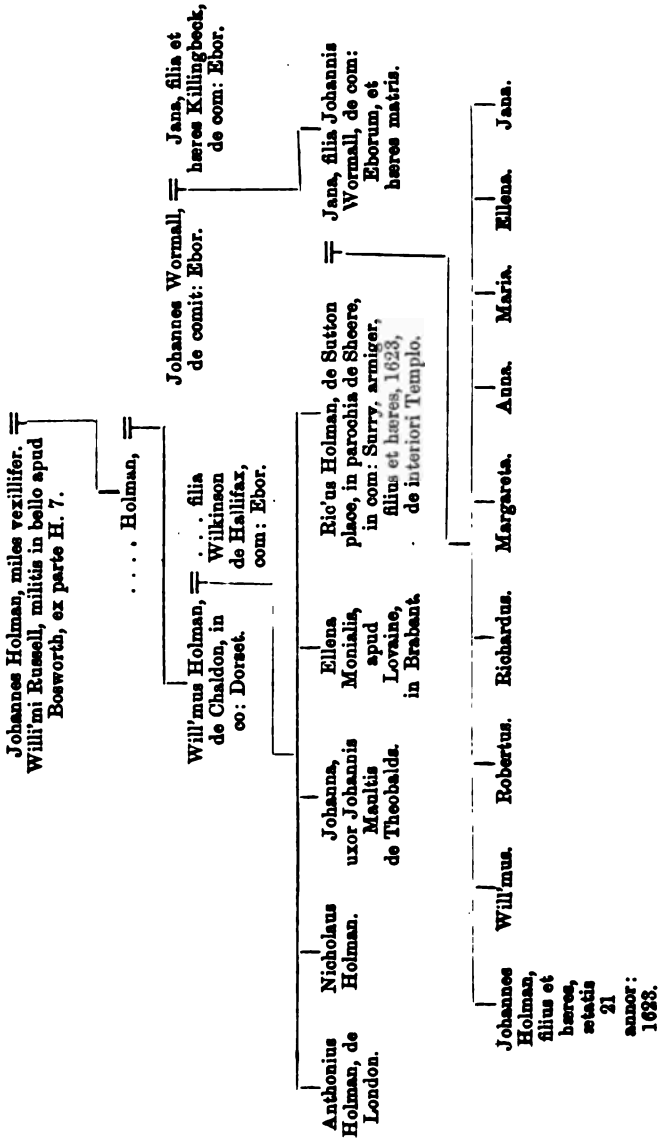 Johannes Holman, miles vexillifer.
Willi'mi Russell, militis in bello apud
Bosworth, ex parte H. 7.
. . . . Holman,
Johannes Wormall,
de comit: Ebor.
Jana, filia et
hæres Killingbeck,
de com: Ebor.
Will'mus Holman,
de Chaldon, in
co: Dorset.
. . . filia
Wilkinson
de Hallifax,
com: Ebor.
Anthonius
Holman, de
London.
Nicholaus
Holman.
Johanna,
uxor Johannis
Maultis
de Theobalds.
Ellena
Monialis,
apud
Lovaine,
in Brabant.
Ric'us Holman, de Sutton
place, in parochia de Sheere,
in com: Surry, armiger,
filius et hæres, 1623,
de interiori Templo.
Jana, filia Johannis
Wormall, de com:
Eborum, et
hæres matris.
Johannes
Holman,
filius et
hæres,
ætatis
21
annor:
1623.
Will'mus.
Robertus.
Richardus.
Margareta.
Anna.
Maria.
Ellena.
Jana.